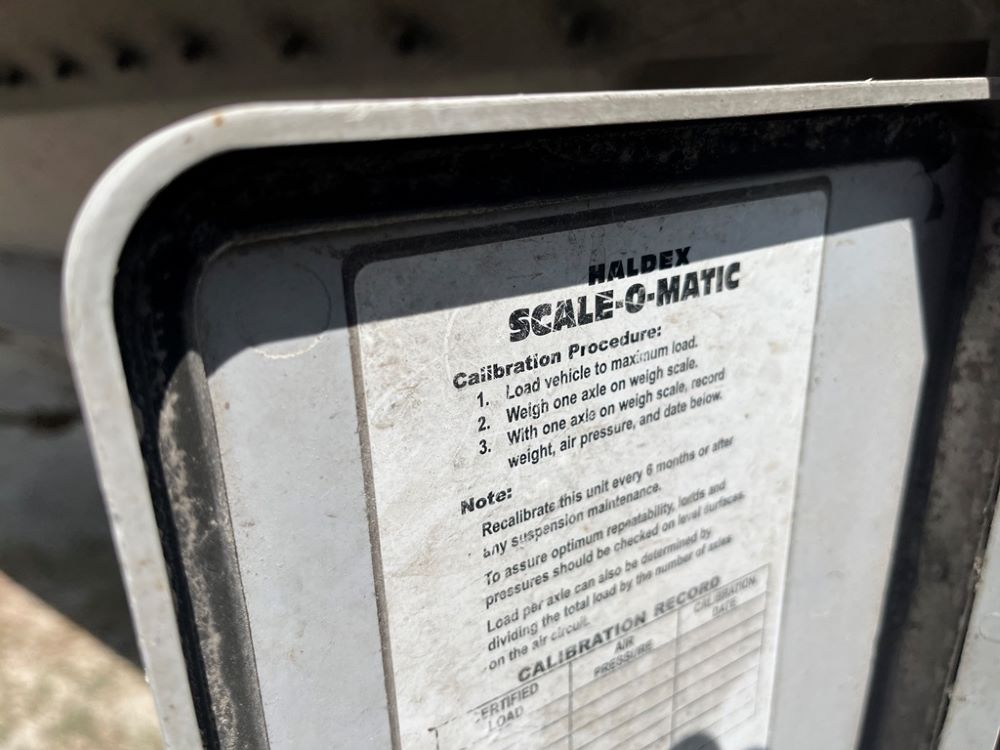 HALDEX
SCALE-O-MATIC
Calibration Procedure:
1. Load vehicle to maximum load.
2. Weigh one axle on weigh scale.
3. With one axle on weigh scale, record
weight, air pressure, and date below.
Note:
Recalibrate this unit every 6 months or after
any suspension maintenance.
To assure optimum repeatability, loads and
pressures should be checked on level surfaces.
Load per axle can also be determined by
dividing the total load by the number of axles
on the air circuit.
CALIBRATION RECORD
ERTIFIED
LOAD
AIR
PRESSURE
CALIBRATION
DATE